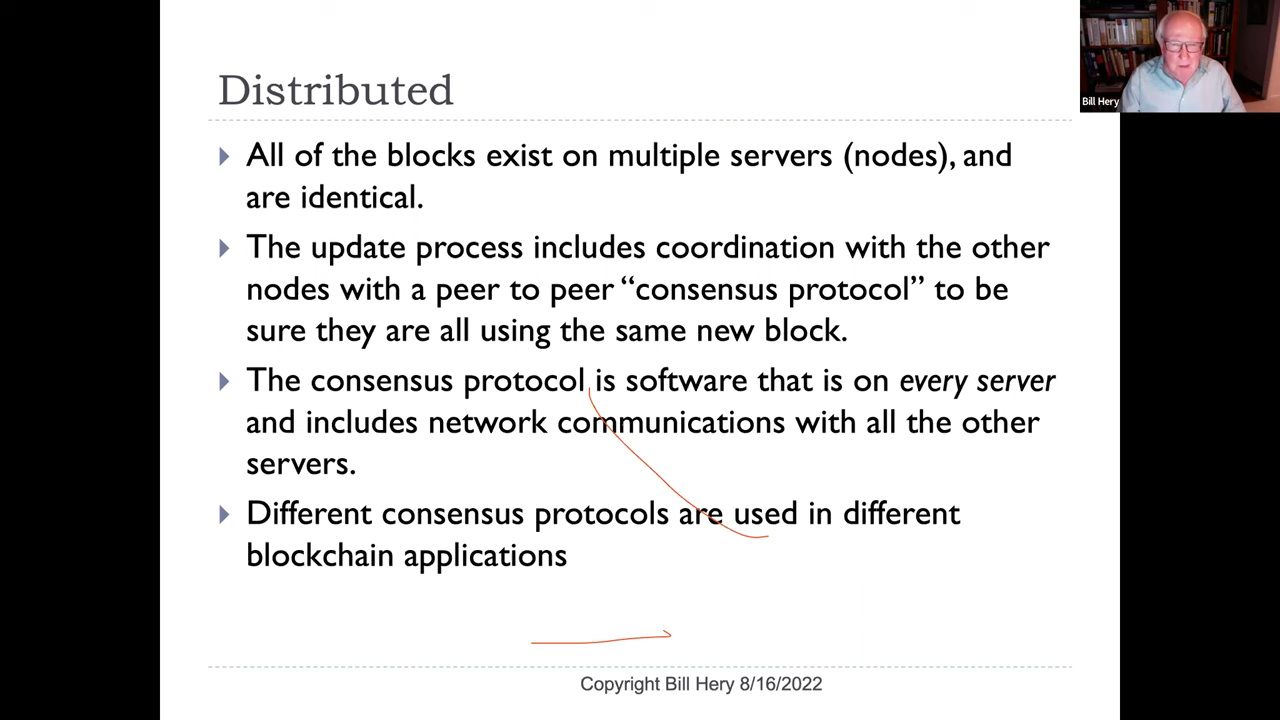 Distributed
All of the blocks exist on multiple servers (nodes), and
are identical.
The update process includes coordination with the other
nodes with a peer to peer “consensus protocol” to be
sure they are all using the same new block.
The consensus protocol is software that is on every server
and includes network communications with all the other
servers.
Different consensus protocols are used in different
blockchain applications
Copyright Bill Hery 8/16/2022
Bill Hery